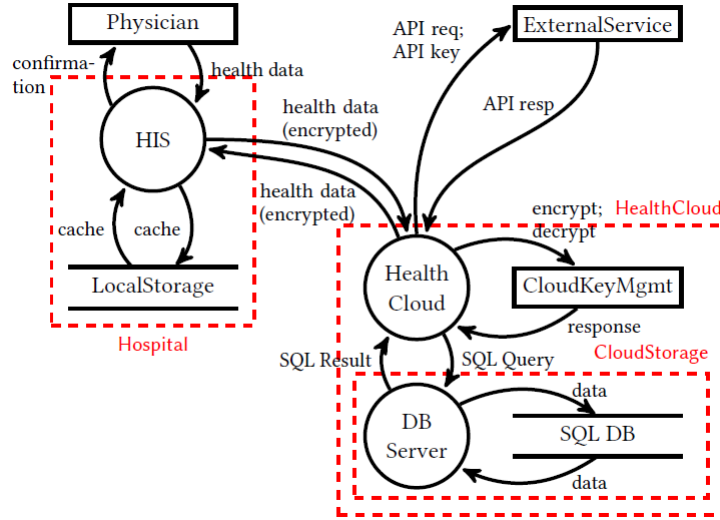 Physician
ExternalService
confirma-
tion
health data
API req;
API key
HIS
health data
(encrypted)
API resp
health data
(encrypted)
cache
cache
LocalStorage
Hospital
encrypt;
decrypt
HealthCloud
Health
Cloud
CloudKeyMgmt
response
SQL Result
SQL Query
CloudStorage
data
DB
Server
SQL DB
data